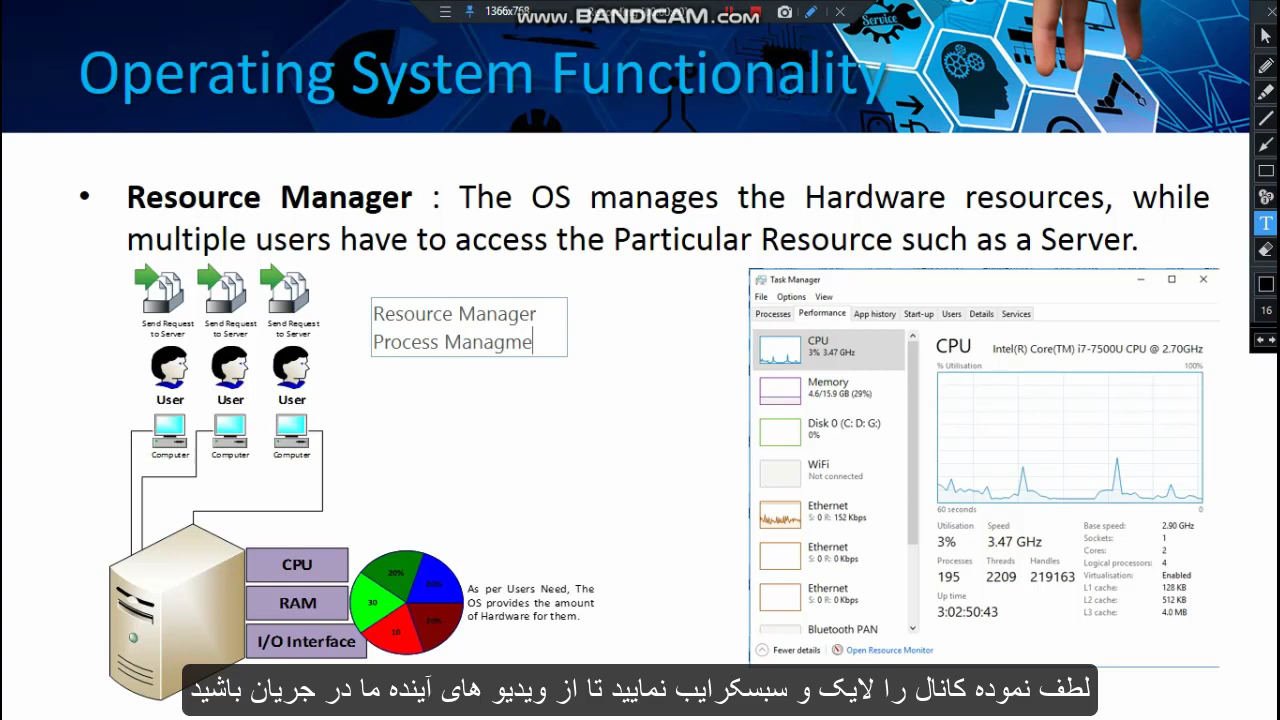 1366x768
www.BANDICAM.com
Service
Operating System Functionality
• Resource Manager : The OS manages the Hardware resources, while
multiple users have to access the Particular Resource such as a Server.
Send Request
to Server
Send Request
to Server
Send Request
to Server
User
User
User
Computer
Computer
Computer
Resource Manager
Process Managme
CPU
RAM
I/O Interface
20%
20%
30
10
20%
As per Users Need, The
OS provides the amount
of Hardware for them.
Task Manager
File Options View
Processes Performance App history Start-up Users Details Services
CPU
3% 3.47 GHz
Memory
4.6/15.9 GB (29%)
Disk 0 (C: D: G:)
0%
WiFi
Not connected
Ethernet
S: 0 R: 152 Kbps
Ethernet
S: 0 R: 0 Kbps
Ethernet
S: 0 R: 0 Kbps
Bluetooth PAN
CPU Intel(R) Core(TM) i7-7500U CPU @ 2.70GHz
% Utilisation 100%
60 seconds 0
Utilisation Speed
3% 3.47 GHz
Processes Threads Handles
195 2209 219163
Up time
3:02:50:43
Base speed: 2.90 GHz
Sockets: 1
Cores: 2
Logical processors: 4
Virtualisation: Enabled
L1 cache: 128 KB
L2 cache: 512 KB
L3 cache: 4.0 MB
Fewer details Open Resource Monitor
T
16
لطف نموده کانال را لایک و سبسکرایب نمایید تا از ویدیو های آینده ما در جریان باشید